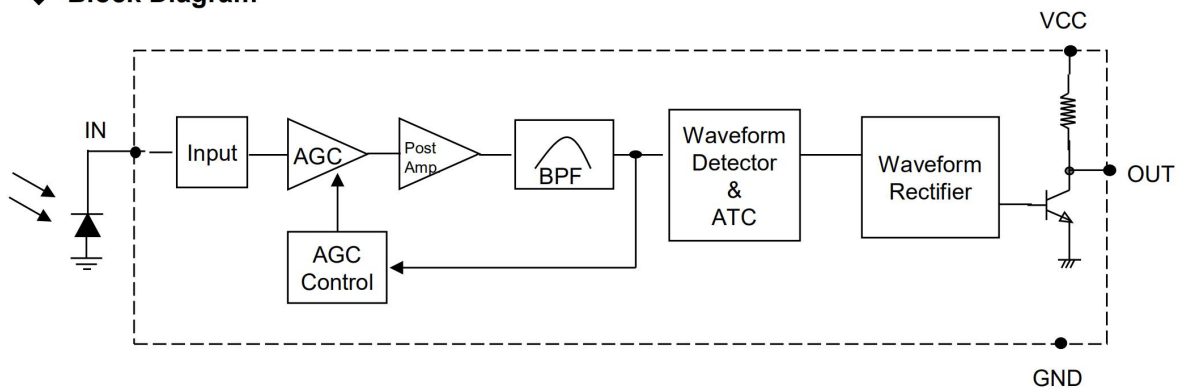 Block Diagram
VCC
IN
Input
AGC
Post
Amp
BPF
Waveform
Detector
&
ATC
Waveform
Rectifier
OUT
AGC
Control
GND